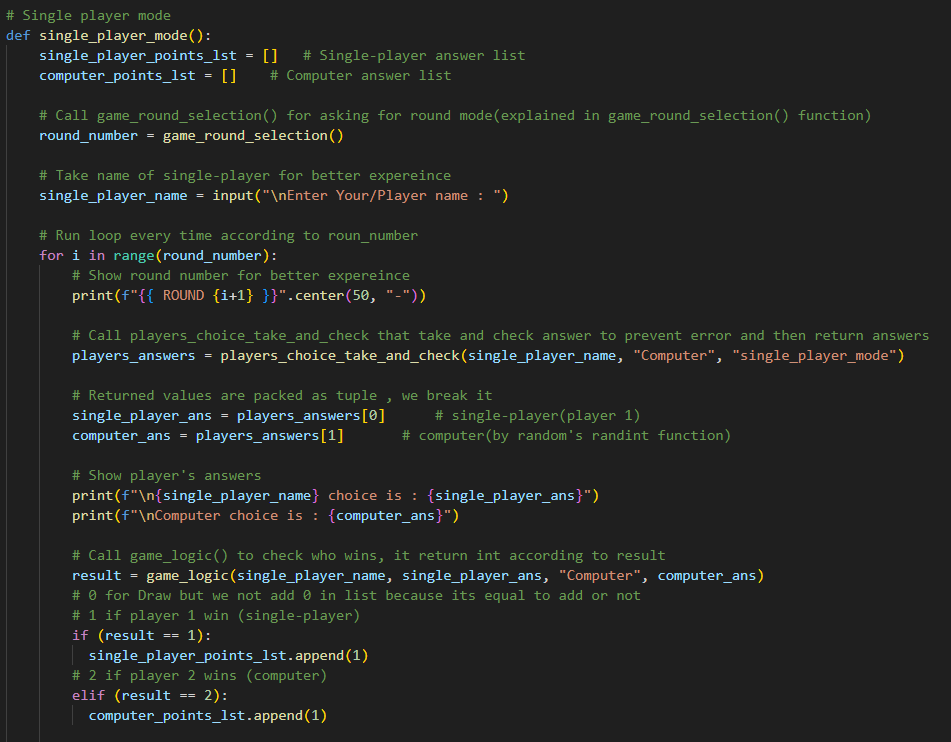 # Single player mode
def single_player_mode():
    single_player_points_lst = []   # Single-player answer list
    computer_points_lst = []    # Computer answer list
    # Call game_round_selection() for asking for round mode(explained in game_round_selection() function)
    round_number = game_round_selection()
    # Take name of single-player for better expereince
    single_player_name = input("\nEnter Your/Player name : ")
    # Run loop every time according to roun_number
    for i in range(round_number):
        # Show round number for better expereince
        print(f"{{ ROUND {i+1} }}".center(50, "-"))
        # Call players_choice_take_and_check that take and check answer to prevent error and then return answers
        players_answers = players_choice_take_and_check(single_player_name, "Computer", "single_player_mode")
        # Returned values are packed as tuple , we break it
        single_player_ans = players_answers[0]      # single-player(player 1)
        computer_ans = players_answers[1]       # computer(by random's randint function)
        # Show player's answers
        print(f"\n{single_player_name} choice is : {single_player_ans}")
        print(f"\nComputer choice is : {computer_ans}")
        # Call game_logic() to check who wins, it return int according to result
        result = game_logic(single_player_name, single_player_ans, "Computer", computer_ans)
        # 0 for Draw but we not add 0 in list because its equal to add or not
        # 1 if player 1 win (single-player)
        if (result == 1):
          single_player_points_lst.append(1)
        # 2 if player 2 wins (computer)
        elif (result == 2):
          computer_points_lst.append(1)